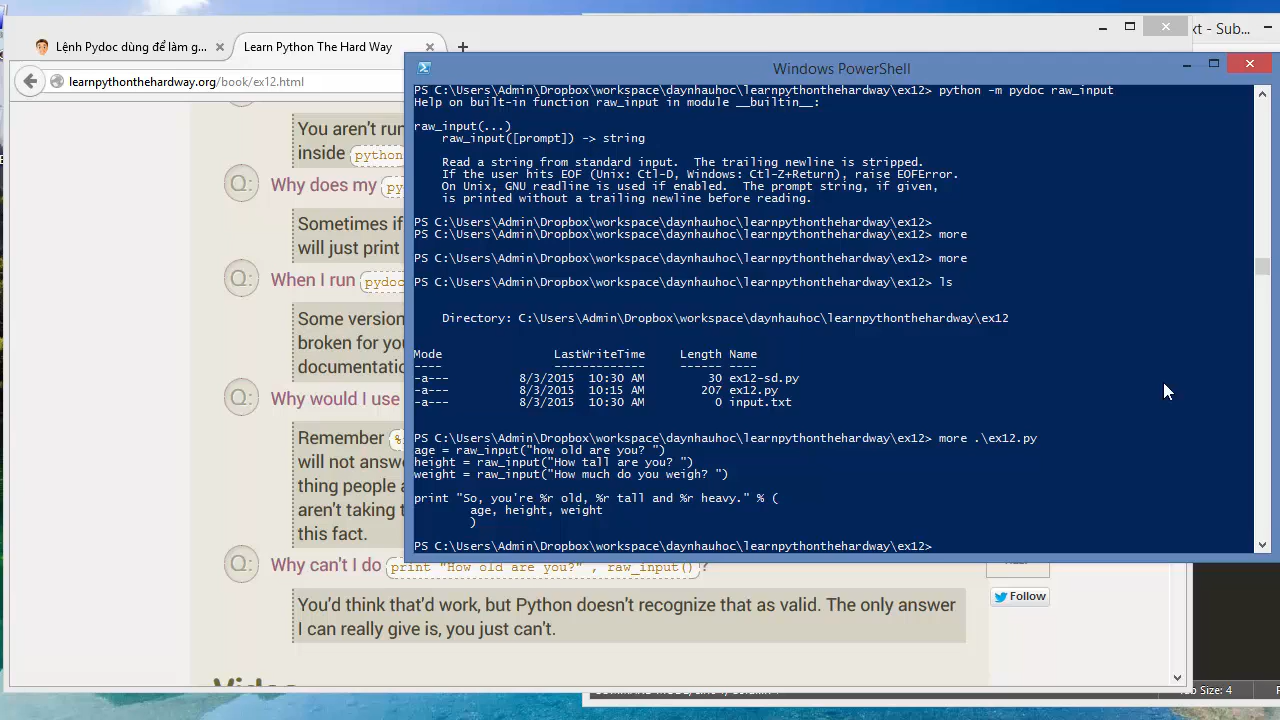 Lệnh Pydoc dùng để làm g...
Learn Python The Hard Way
xt - Sub...
learnpythonthehardway.org/book/ex12.html
You aren't run
inside python
Q: Why does my py
Sometimes if
will just print
Q: When I run pydoc
Some version
broken for you
documentatio
Q: Why would I use
Remember %
will not answe
thing people a
aren't taking t
this fact.
Q: Why can't I do print "How old are you?" , raw_input() ?
You'd think that'd work, but Python doesn't recognize that as valid. The only answer
I can really give is, you just can't.
Video
Follow
Tab Size: 4
Windows PowerShell
PS C:\Users\Admin\Dropbox\workspace\daynhauhoc\learnpythonthehardway\ex12> python -m pydoc raw_input
Help on built-in function raw_input in module __builtin__:
raw_input(...)
raw_input([prompt]) -> string
Read a string from standard input.  The trailing newline is stripped.
If the user hits EOF (Unix: Ctl-D, Windows: Ctl-Z+Return), raise EOFError.
On Unix, GNU readline is used if enabled.  The prompt string, if given,
is printed without a trailing newline before reading.
PS C:\Users\Admin\Dropbox\workspace\daynhauhoc\learnpythonthehardway\ex12>
PS C:\Users\Admin\Dropbox\workspace\daynhauhoc\learnpythonthehardway\ex12> more
PS C:\Users\Admin\Dropbox\workspace\daynhauhoc\learnpythonthehardway\ex12> more
PS C:\Users\Admin\Dropbox\workspace\daynhauhoc\learnpythonthehardway\ex12> ls
Directory: C:\Users\Admin\Dropbox\workspace\daynhauhoc\learnpythonthehardway\ex12
Mode LastWriteTime Length Name
---- ------------- ------ ----
-a--- 8/3/2015 10:30 AM 30 ex12-sd.py
-a--- 8/3/2015 10:15 AM 207 ex12.py
-a--- 8/3/2015 10:30 AM 0 input.txt
PS C:\Users\Admin\Dropbox\workspace\daynhauhoc\learnpythonthehardway\ex12> more .\ex12.py
age = raw_input("how old are you? ")
height = raw_input("How tall are you? ")
weight = raw_input("How much do you weigh? ")
print "So, you're %r old, %r tall and %r heavy." % (
age, height, weight
)
PS C:\Users\Admin\Dropbox\workspace\daynhauhoc\learnpythonthehardway\ex12>